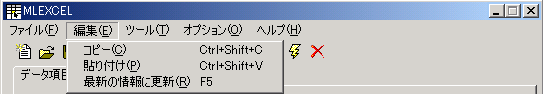 MLEXCEL
ファイル(F) 編集(E) ツール(T) オプション(O) ヘルプ(H)
コピー(C) Ctrl+Shift+C
貼り付け(P) Ctrl+Shift+V
最新の情報に更新(R) F5
データ項目